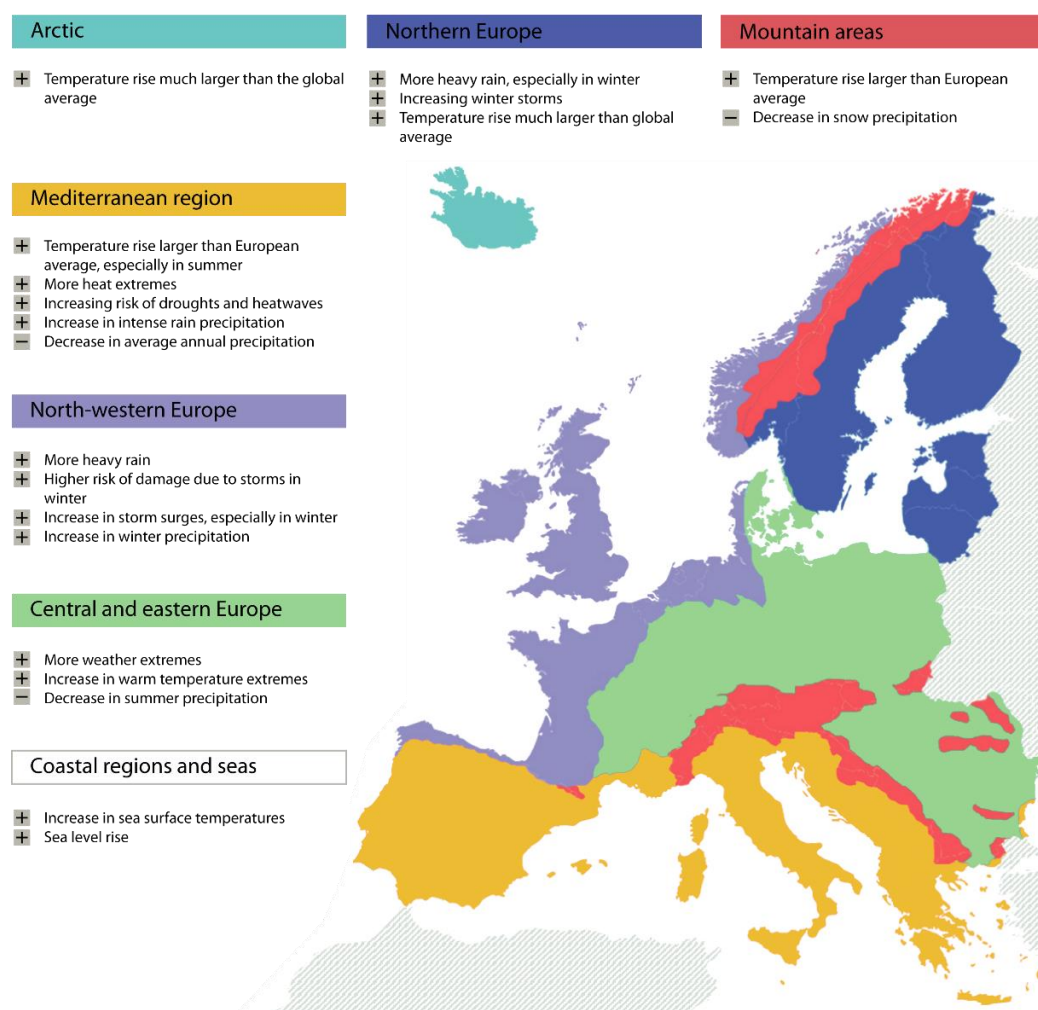 Arctic
+ Temperature rise much larger than the global
average
Northern Europe
+ More heavy rain, especially in winter
+ Increasing winter storms
+ Temperature rise much larger than global
average
Mountain areas
+ Temperature rise larger than European
average
− Decrease in snow precipitation
Mediterranean region
+ Temperature rise larger than European
average, especially in summer
+ More heat extremes
+ Increasing risk of droughts and heatwaves
+ Increase in intense rain precipitation
− Decrease in average annual precipitation
North-western Europe
+ More heavy rain
+ Higher risk of damage due to storms in
winter
+ Increase in storm surges, especially in winter
+ Increase in winter precipitation
Central and eastern Europe
+ More weather extremes
+ Increase in warm temperature extremes
− Decrease in summer precipitation
Coastal regions and seas
+ Increase in sea surface temperatures
+ Sea level rise